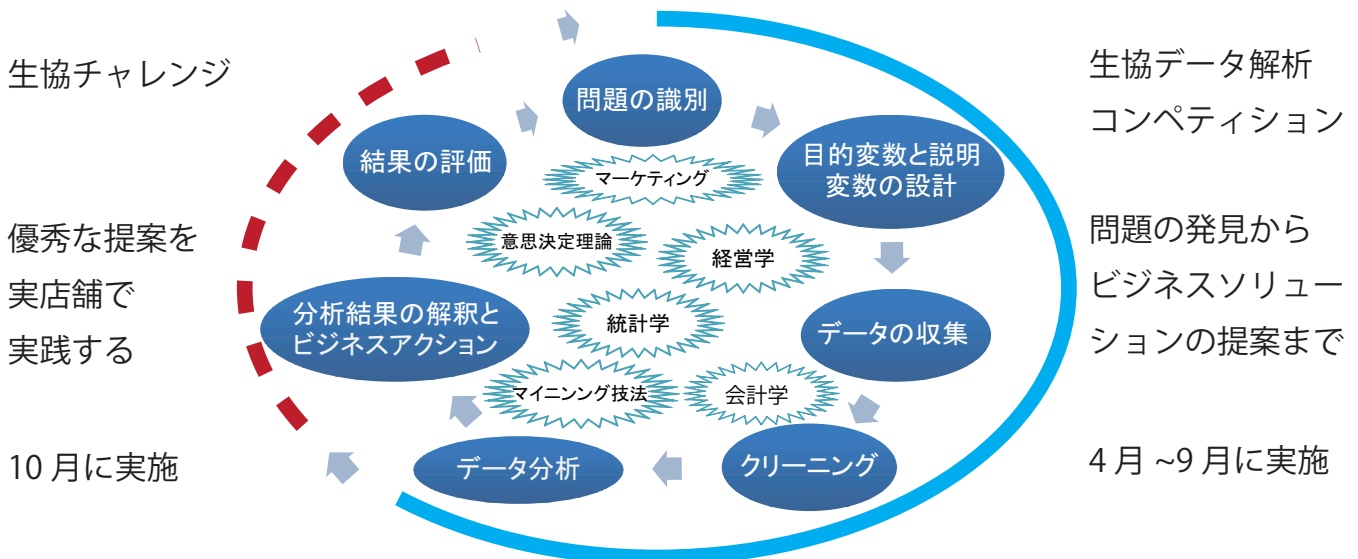 生協チャレンジ
優秀な提案を
実店舗で
実践する
10月に実施
問題の識別
目的変数と説明
変数の設計
データの収集
クリーニング
データ分析
分析結果の解釈と
ビジネスアクション
結果の評価
マーケティング
意思決定理論
経営学
統計学
マイニンング技法
会計学
生協データ解析
コンペティション
問題の発見から
ビジネスソリュー
ションの提案まで
4月~9月に実施